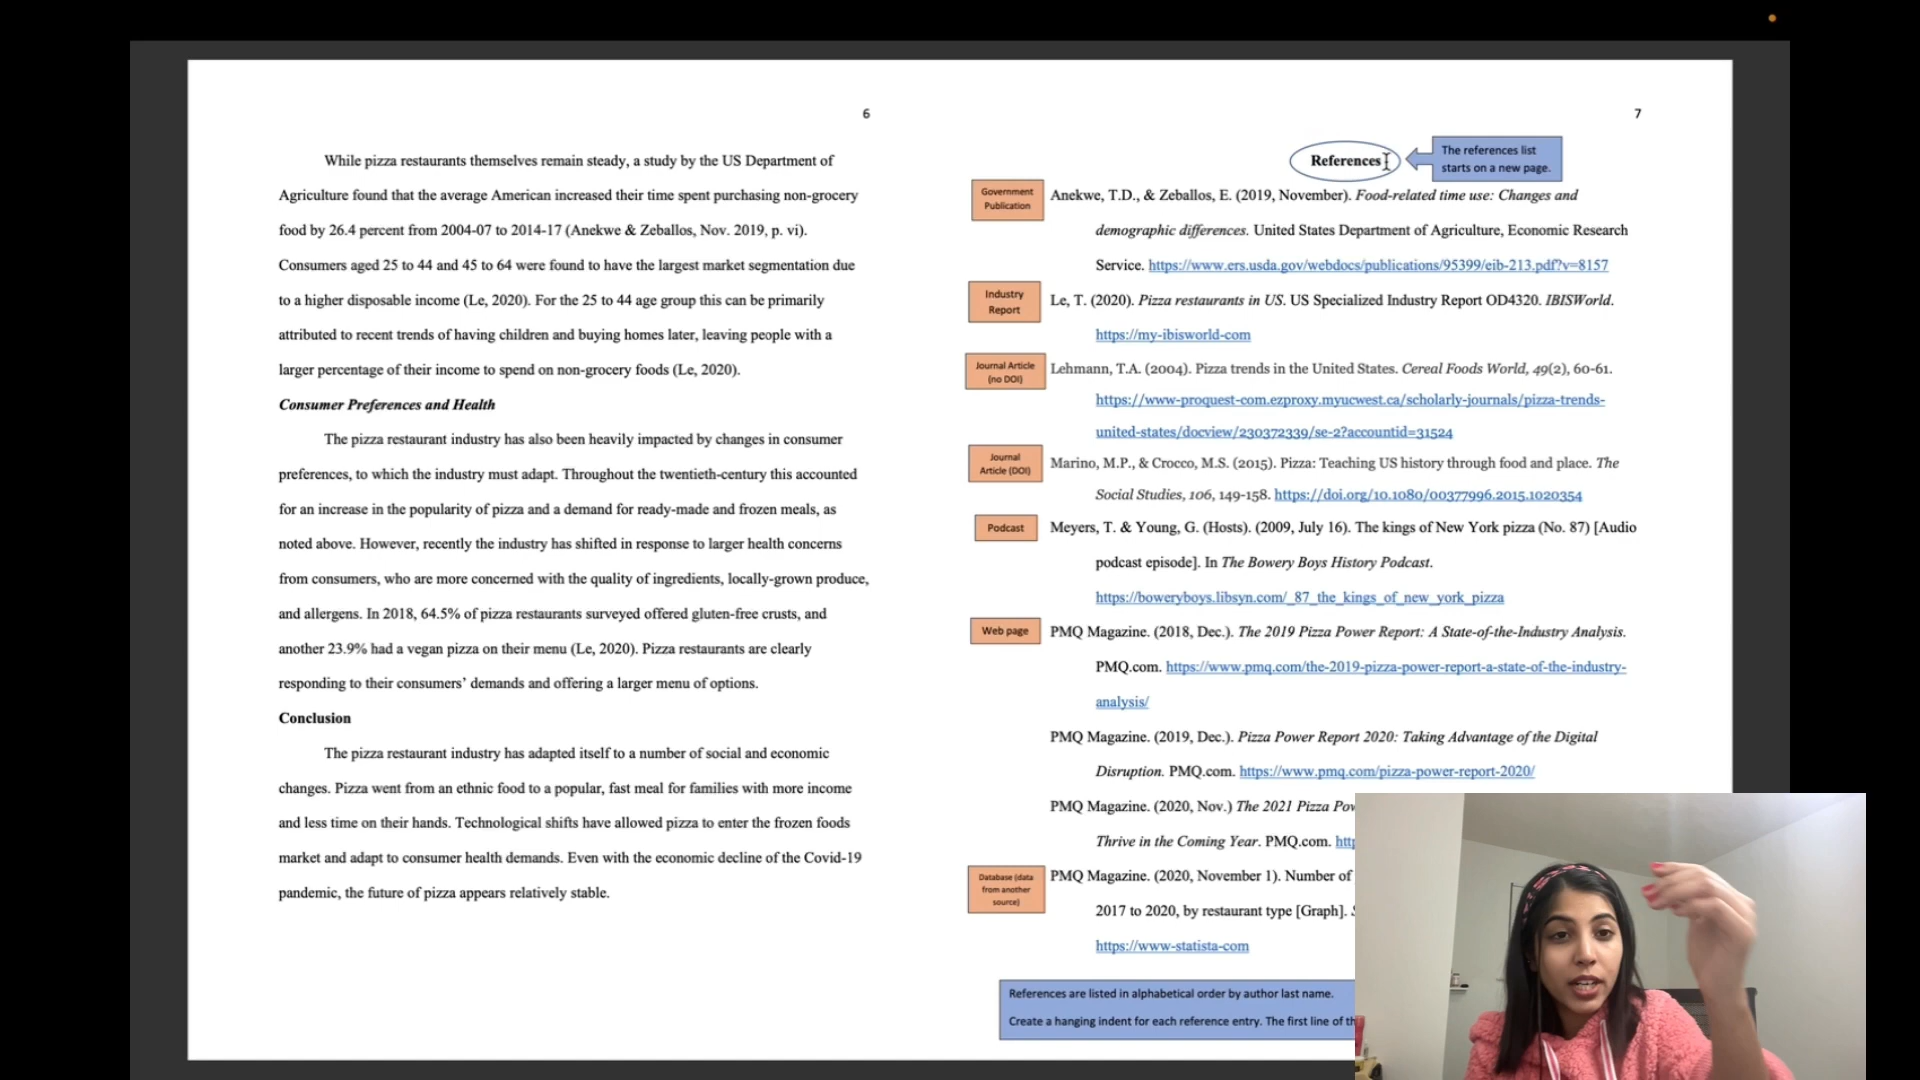 6
While pizza restaurants themselves remain steady, a study by the US Department of
Agriculture found that the average American increased their time spent purchasing non-grocery
food by 26.4 percent from 2004-07 to 2014-17 (Anekwe & Zeballos, Nov. 2019, p. vi).
Consumers aged 25 to 44 and 45 to 64 were found to have the largest market segmentation due
to a higher disposable income (Le, 2020). For the 25 to 44 age group this can be primarily
attributed to recent trends of having children and buying homes later, leaving people with a
larger percentage of their income to spend on non-grocery foods (Le, 2020).
Consumer Preferences and Health
The pizza restaurant industry has also been heavily impacted by changes in consumer
preferences, to which the industry must adapt. Throughout the twentieth-century this accounted
for an increase in the popularity of pizza and a demand for ready-made and frozen meals, as
noted above. However, recently the industry has shifted in response to larger health concerns
from consumers, who are more concerned with the quality of ingredients, locally-grown produce,
and allergens. In 2018, 64.5% of pizza restaurants surveyed offered gluten-free crusts, and
another 23.9% had a vegan pizza on their menu (Le, 2020). Pizza restaurants are clearly
responding to their consumers’ demands and offering a larger menu of options.
Conclusion
The pizza restaurant industry has adapted itself to a number of social and economic
changes. Pizza went from an ethnic food to a popular, fast meal for families with more income
and less time on their hands. Technological shifts have allowed pizza to enter the frozen foods
market and adapt to consumer health demands. Even with the economic decline of the Covid-19
pandemic, the future of pizza appears relatively stable.
7
References
The references list
starts on a new page.
Government
Publication
Anekwe, T.D., & Zeballos, E. (2019, November). Food-related time use: Changes and
demographic differences. United States Department of Agriculture, Economic Research
Service. https://www.ers.usda.gov/webdocs/publications/95399/eib-213.pdf?v=8157
Industry
Report
Le, T. (2020). Pizza restaurants in US. US Specialized Industry Report OD4320. IBISWorld.
https://my-ibisworld-com
Journal Article
(no DOI)
Lehmann, T.A. (2004). Pizza trends in the United States. Cereal Foods World, 49(2), 60-61.
https://www-proquest-com.ezproxy.myucwest.ca/scholarly-journals/pizza-trends-
united-states/docview/230372339/se-2?accountid=31524
Journal
Article (DOI)
Marino, M.P., & Crocco, M.S. (2015). Pizza: Teaching US history through food and place. The
Social Studies, 106, 149-158. https://doi.org/10.1080/00377996.2015.1020354
Podcast
Meyers, T. & Young, G. (Hosts). (2009, July 16). The kings of New York pizza (No. 87) [Audio
podcast episode]. In The Bowery Boys History Podcast.
https://boweryboys.libsyn.com/_87_the_kings_of_new_york_pizza
Web page
PMQ Magazine. (2018, Dec.). The 2019 Pizza Power Report: A State-of-the-Industry Analysis.
PMQ.com. https://www.pmq.com/the-2019-pizza-power-report-a-state-of-the-industry-
analysis/
PMQ Magazine. (2019, Dec.). Pizza Power Report 2020: Taking Advantage of the Digital
Disruption. PMQ.com. https://www.pmq.com/pizza-power-report-2020/
PMQ Magazine. (2020, Nov.) The 2021 Pizza Pow
Thrive in the Coming Year. PMQ.com. http
Database (data
from another
source)
PMQ Magazine. (2020, November 1). Number of
2017 to 2020, by restaurant type [Graph].
https://www-statista-com
References are listed in alphabetical order by author last name.
Create a hanging indent for each reference entry. The first line of th